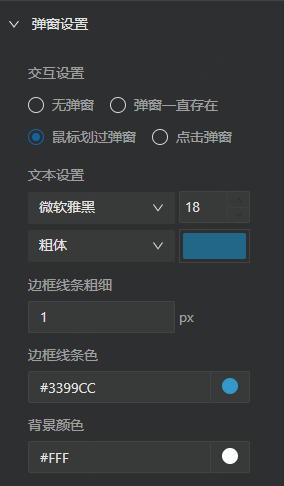 弹窗设置
交互设置
无弹窗 弹窗一直存在
鼠标划过弹窗 点击弹窗
文本设置
微软雅黑 18
粗体
边框线条粗细
1 px
边框线条色
#3399CC
背景颜色
#FFF